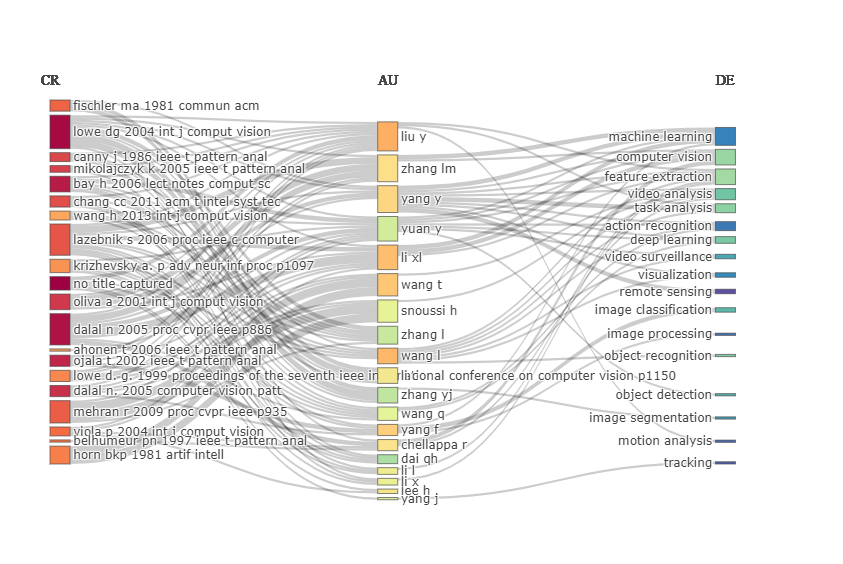 CR
AU
DE
fischler ma 1981 commun acm
lowe dg 2004 int j comput vision
canny j 1986 ieee t pattern anal
mikolajczyk k 2005 ieee t pattern anal
bay h 2006 lect notes comput sc
chang cc 2011 acm t intel syst tec
wang h 2013 int j comput vision
lazebnik s 2006 proc ieee c computer
krizhevsky a. p adv neur inf proc p1097
no title captured
oliva a 2001 int j comput vision
dalal n 2005 proc cvpr ieee p886
ahonen t 2006 ieee t pattern anal
ojala t 2002 ieee t pattern anal
lowe d. g. 1999 proceedings of the seventh ieee international conference on computer vision p1150
dalal n. 2005 computer vision patt
mehran r 2009 proc cvpr ieee p935
viola p 2004 int j comput vision
belhumeur pn 1997 ieee t pattern anal
horn bkp 1981 artif intell
liu y
zhang lm
yang y
yuan y
li xl
wang t
snoussi h
zhang l
wang l
zhang yj
wang q
yang f
chellappa r
dai qh
li l
li x
lee h
yang j
machine learning
computer vision
feature extraction
video analysis
task analysis
action recognition
deep learning
video surveillance
visualization
remote sensing
image classification
image processing
object recognition
object detection
image segmentation
motion analysis
tracking